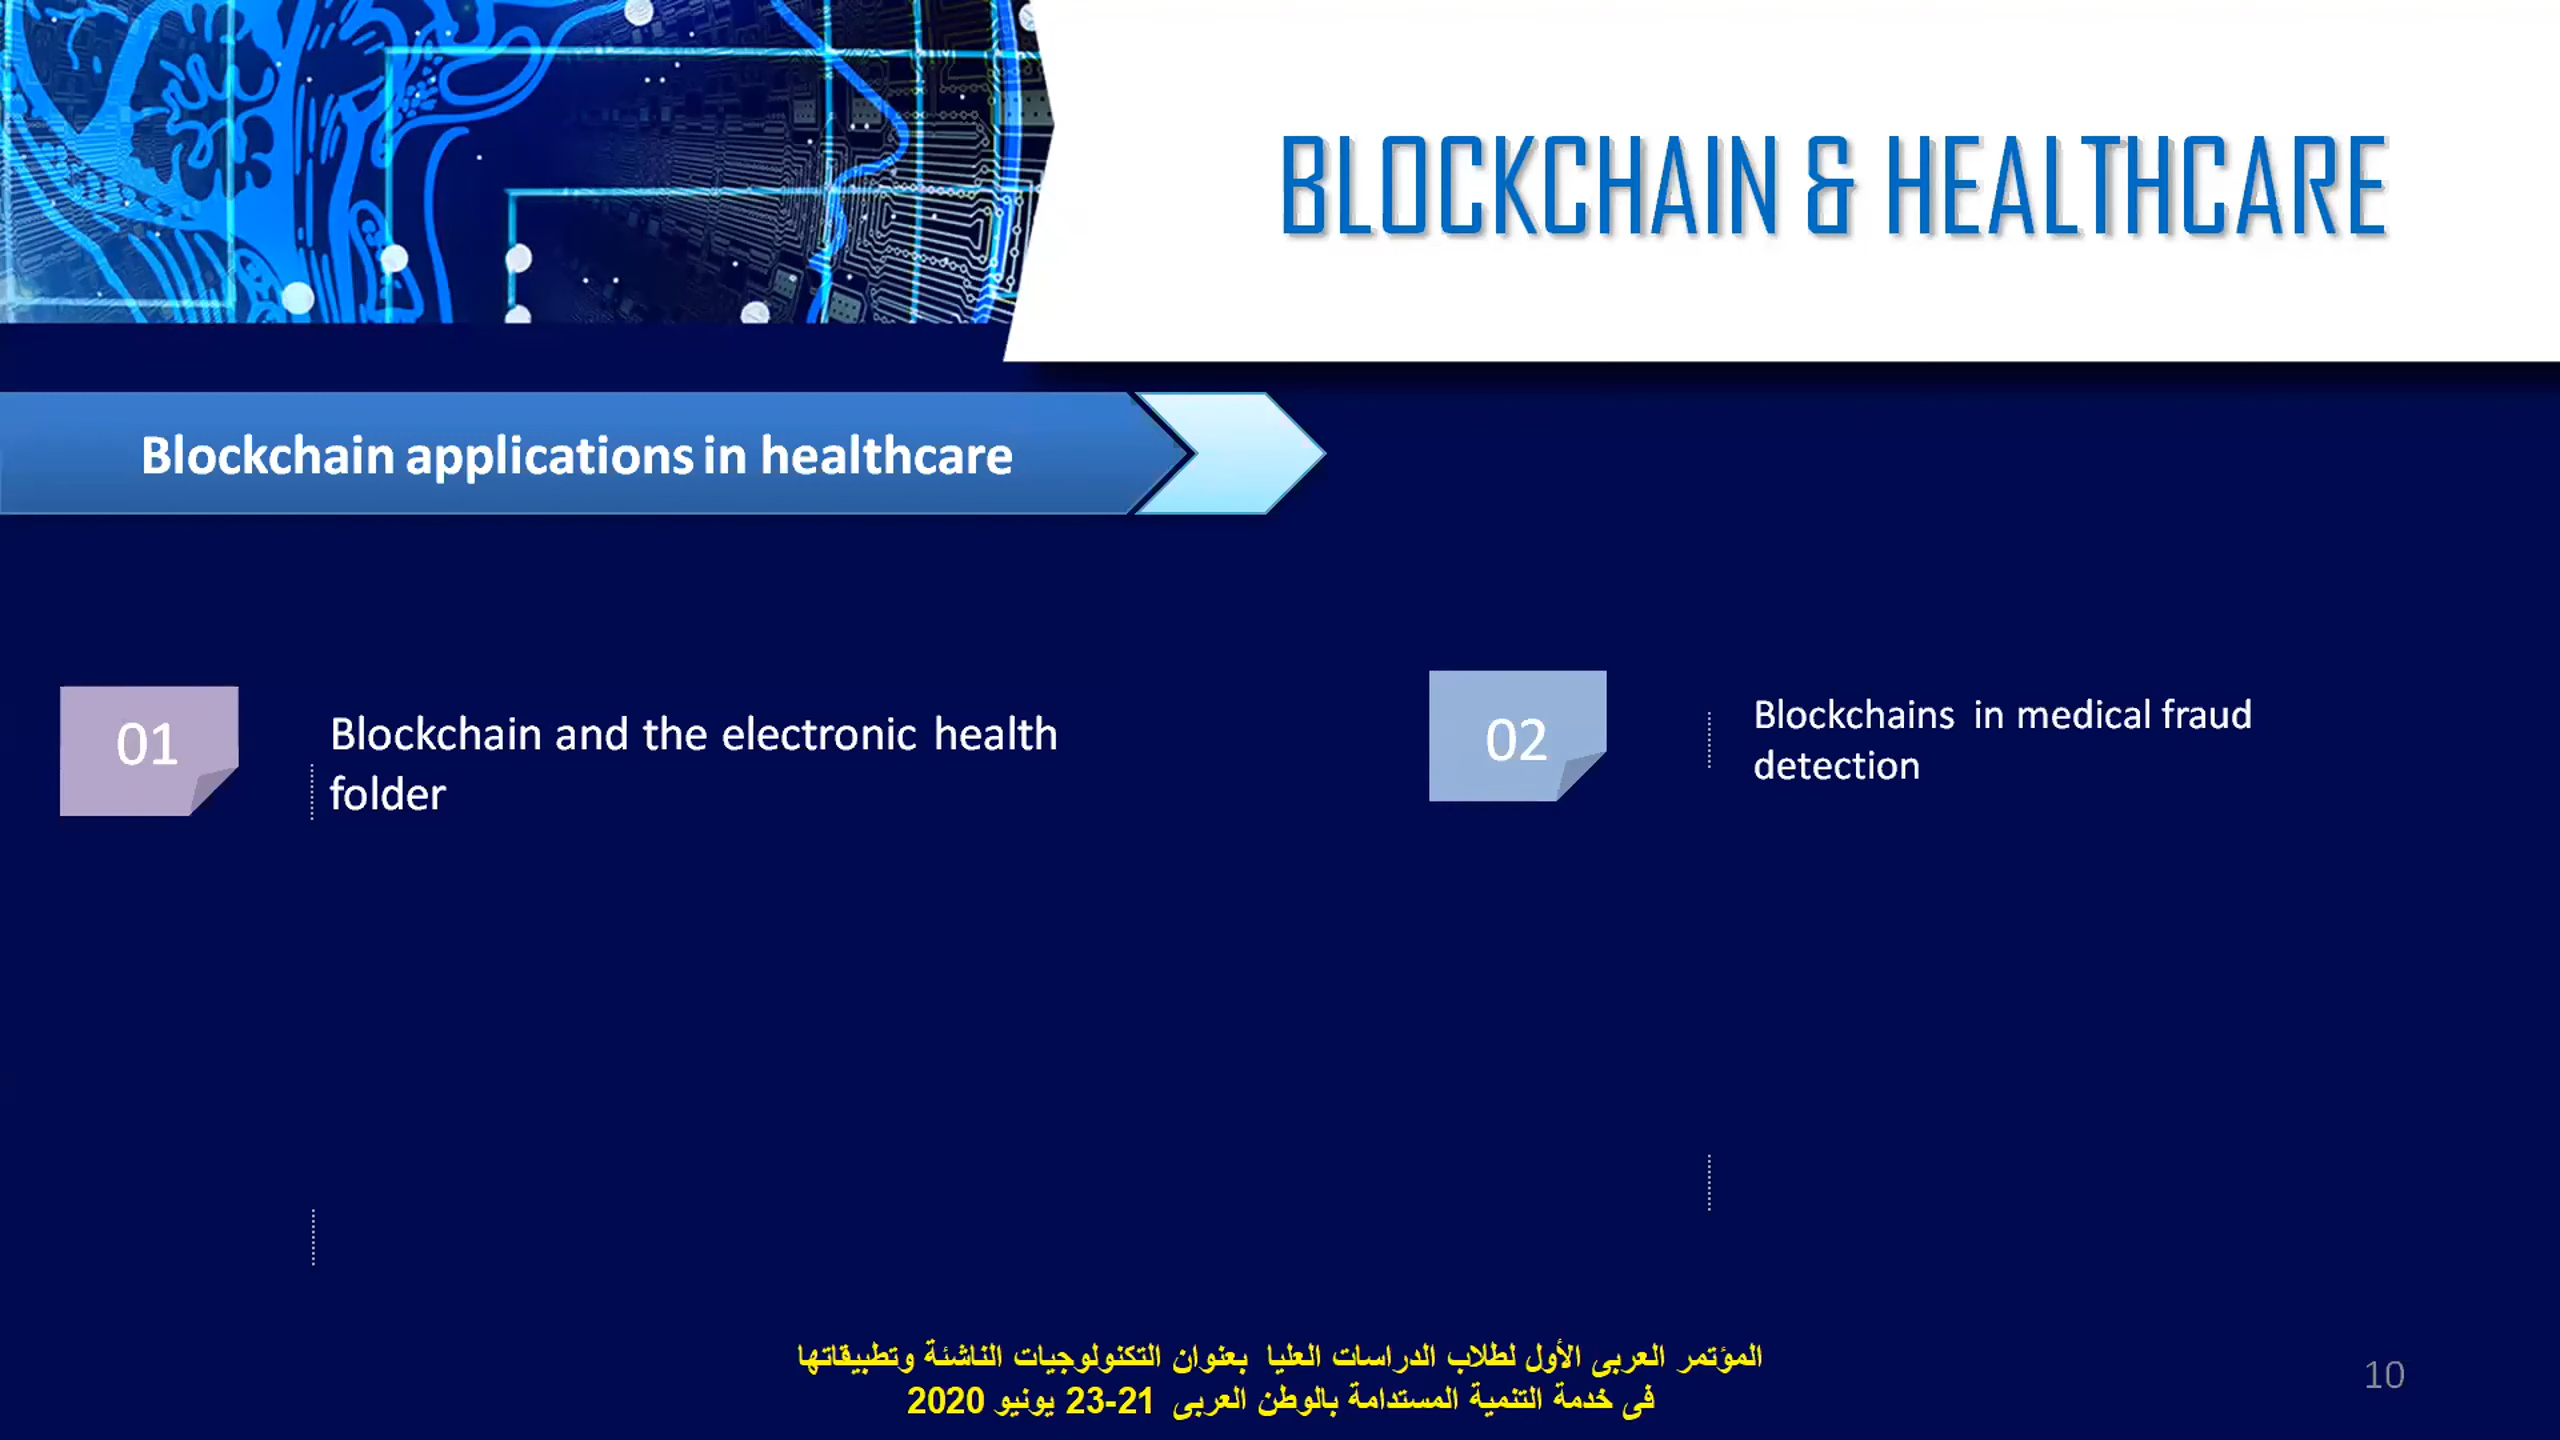 BLOCKCHAIN & HEALTHCARE
Blockchain applications in healthcare
01
Blockchain and the electronic health
folder
02
Blockchains in medical fraud
detection
المؤتمر العربى الأول لطلاب الدراسات العليا بعنوان التكنولوجيات الناشئة وتطبيقاتها
فى خدمة التنمية المستدامة بالوطن العربى 21-23 يونيو 2020
10